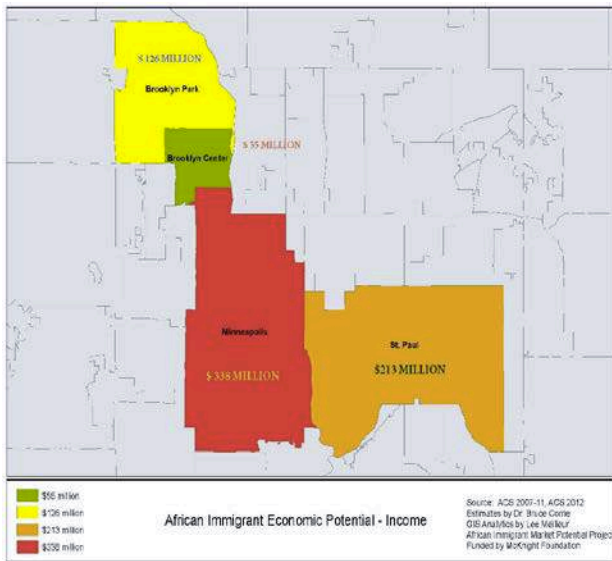 $ 126 MILLION
Brooklyn Park
Brooklyn Center
$ 55 MILLION
Minneapolis
$ 338 MILLION
St. Paul
$213 MILLION
$55 million
$126 million
$213 million
$338 million
African Immigrant Economic Potential - Income
Source: ACS 2007-11, ACS 2012
Estimates by Dr. Bruce Corrie
GIS Analytics by Lee Meilleur
African Immigrant Market Potential Project
Funded by McKnight Foundation